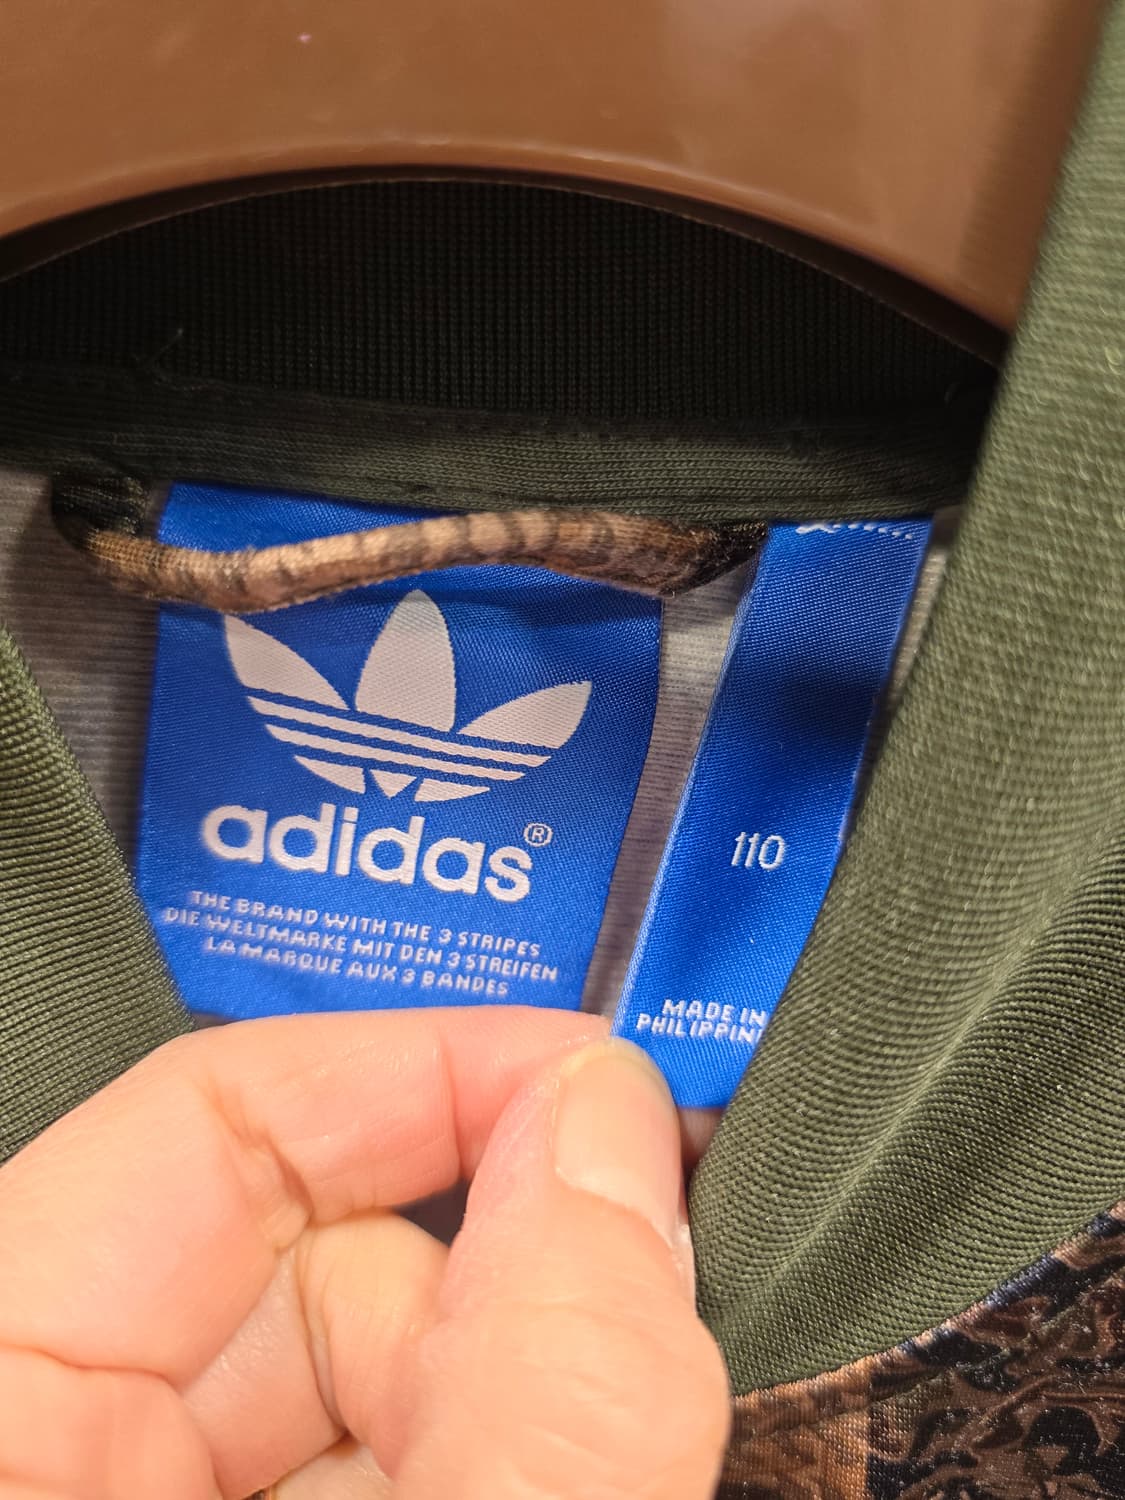 adidas®
THE BRAND WITH THE 3 STRIPES
DIE WELTMARKE MIT DEN 3 STREIFEN
LA MARQUE AUX 3 BANDES
110
MADE IN
PHILIPPIN